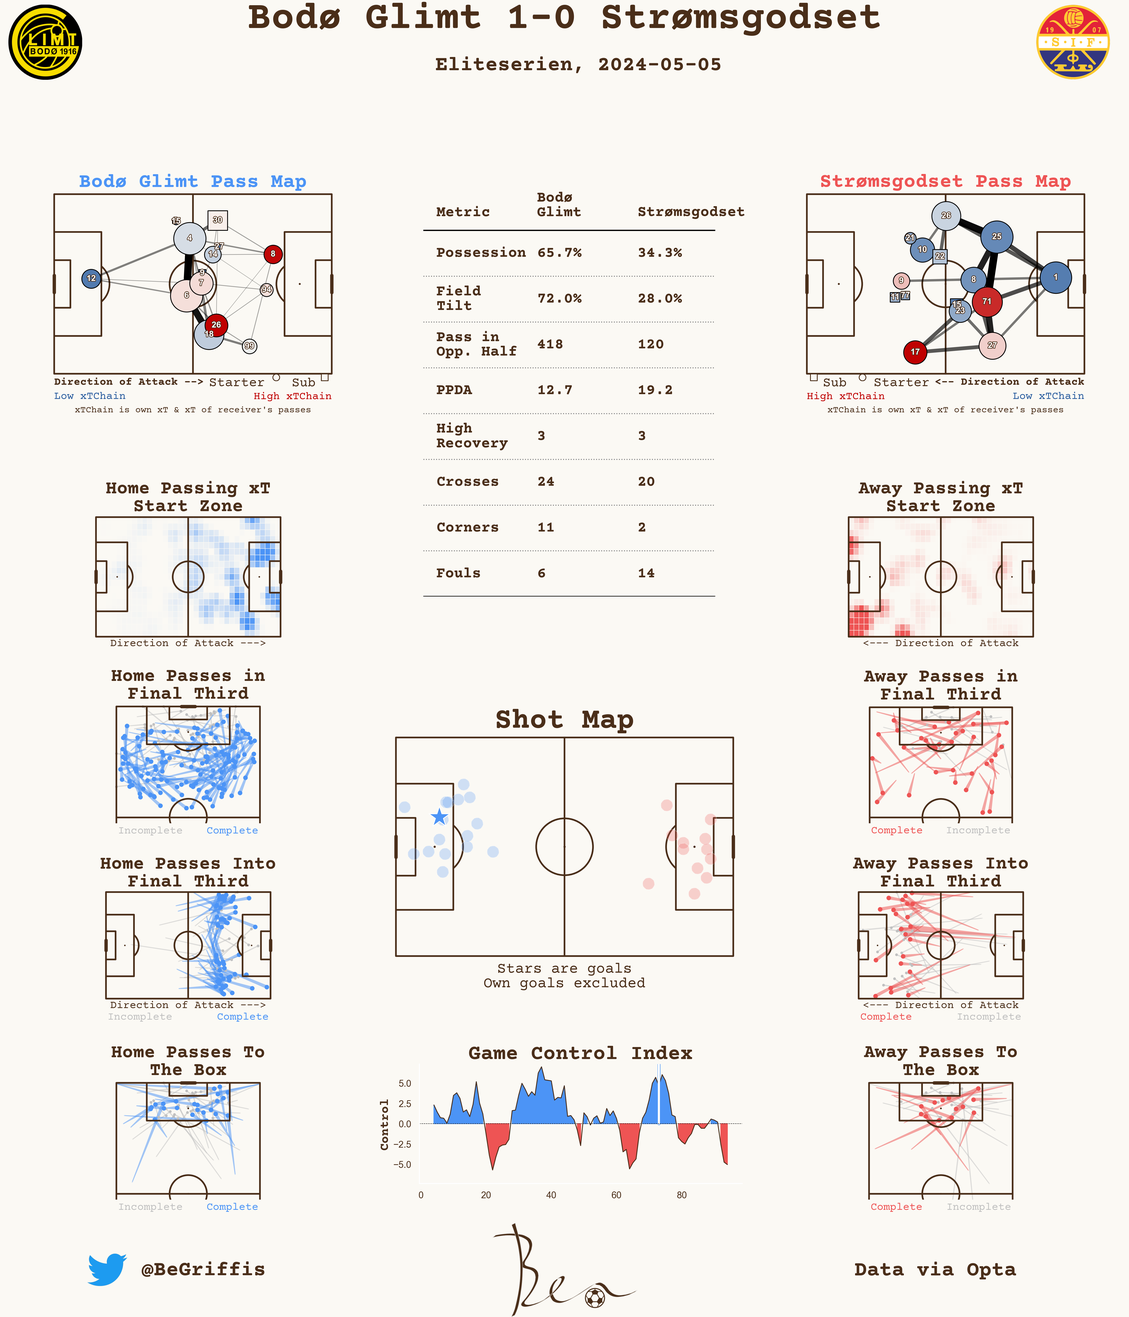 Bodø Glimt 1-0 Strømsgodset
Eliteserien, 2024-05-05
LIMT
BODØ 1916
19 07
S.I.F.
Bodø Glimt Pass Map
15
30
4
27
14
8
12
9
7
6
94
26
18
99
Direction of Attack --> Starter Sub
Low xTChain High xTChain
xTChain is own xT & xT of receiver's passes
Metric Bodø Glimt Strømsgodset
Possession 65.7% 34.3%
Field Tilt 72.0% 28.0%
Pass in Opp. Half 418 120
PPDA 12.7 19.2
High Recovery 3 3
Crosses 24 20
Corners 11 2
Fouls 6 14
Strømsgodset Pass Map
26
25
10
22
9
8
1
71
15
23
17
27
Sub Starter <-- Direction of Attack
High xTChain Low xTChain
xTChain is own xT & xT of receiver's passes
Home Passing xT
Start Zone
Direction of Attack --->
Away Passing xT
Start Zone
<--- Direction of Attack
Home Passes in
Final Third
Incomplete Complete
Away Passes in
Final Third
Complete Incomplete
Shot Map
Stars are goals
Own goals excluded
Home Passes Into
Final Third
Direction of Attack --->
Incomplete Complete
Away Passes Into
Final Third
<--- Direction of Attack
Complete Incomplete
Home Passes To
The Box
Incomplete Complete
Game Control Index
Control
5.0
2.5
0.0
−2.5
−5.0
0 20 40 60 80
Away Passes To
The Box
Complete Incomplete
@BeGriffis
Ben
Data via Opta